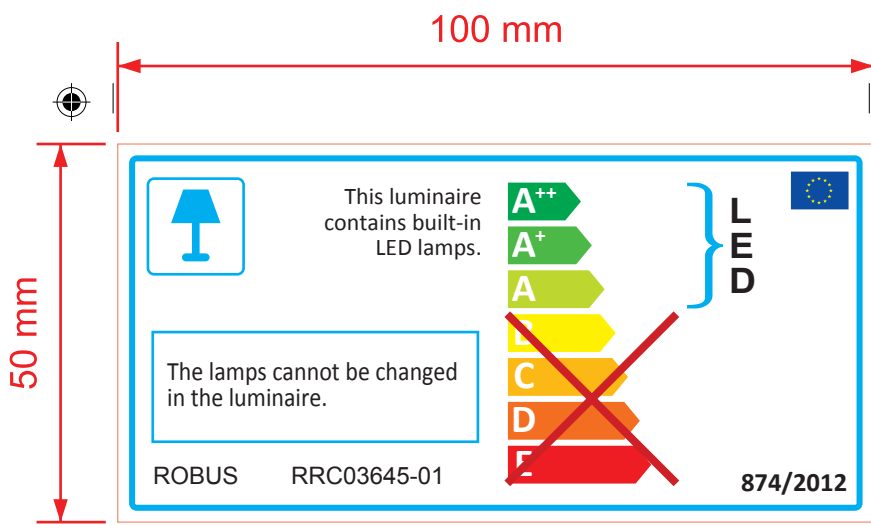 100 mm
50 mm
This luminaire
contains built-in
LED lamps.
A++
A+
A
B
C
D
E
L
E
D
The lamps cannot be changed
in the luminaire.
ROBUS RRC03645-01
874/2012